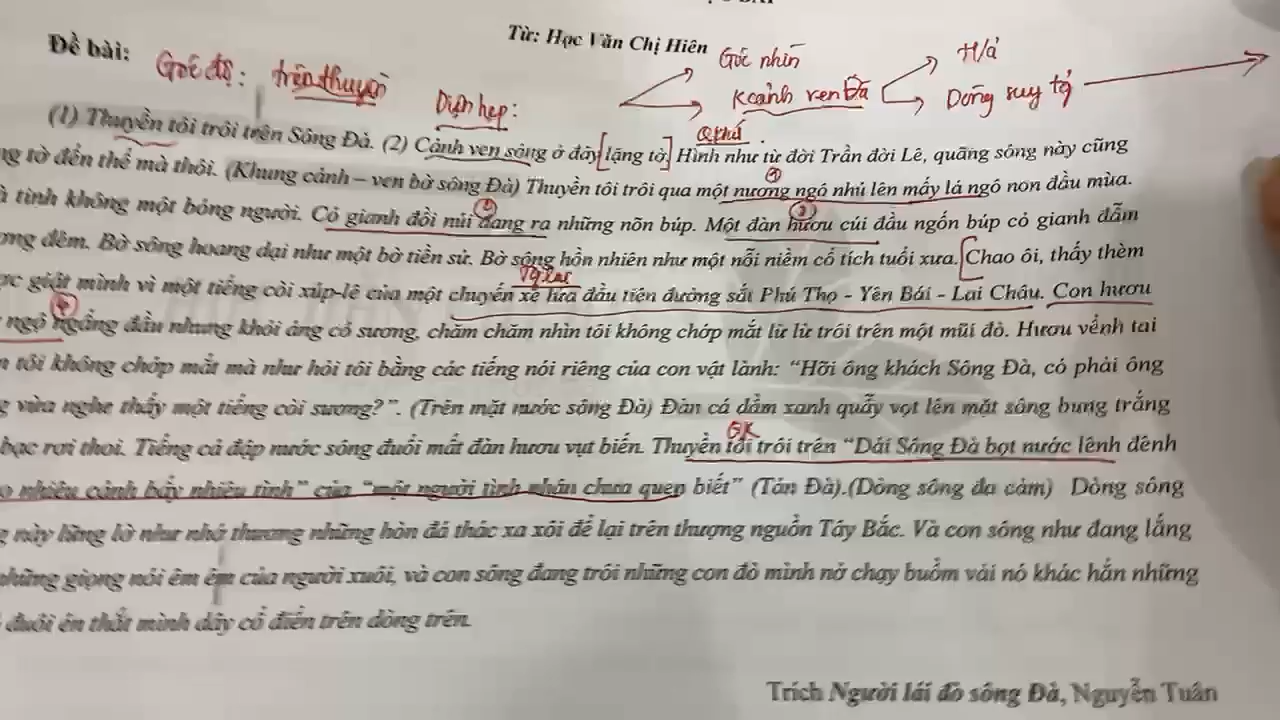 Từ: Học Văn Chị Hiên
Đề bài:
Góc độ: trên thuyền
Diện hẹp:
Góc nhìn
Kcảnh ven Đà
H/ả
Dòng suy tg
Qkhứ
(1) Thuyền tôi trôi trên Sông Đà. (2) Cảnh ven sông ở đây [lặng tờ.] Hình như từ đời Trần đời Lê, quãng sông này cũng
tờ đến thế mà thôi. (Khung cảnh – ven bờ sông Đà) Thuyền tôi trôi qua một nương ngô nhú lên mấy lá ngô non đầu mùa.
tịnh không một bóng người. Cỏ gianh đồi núi đang ra những nõn búp. Một đàn hươu cúi đầu ngốn búp cỏ gianh đẫm
đêm. Bờ sông hoang dại như một bờ tiền sử. Bờ sông hồn nhiên như một nỗi niềm cổ tích tuổi xưa. [Chao ôi, thấy thèm
giật mình vì một tiếng còi xúp-lê của một chuyến xe lửa đầu tiên đường sắt Phú Thọ - Yên Bái - Lai Châu. Con hươu
ngộ ngẩng đầu nhung khỏi áng cỏ sương, chăm chăm nhìn tôi không chớp mắt lừ lừ trôi trên một mũi đò. Hươu vểnh tai
tôi không chớp mắt mà như hỏi tôi bằng các tiếng nói riêng của con vật lành: “Hỡi ông khách Sông Đà, có phải ông
vừa nghe thấy một tiếng còi sương?”. (Trên mặt nước sông Đà) Đàn cá dầm xanh quẫy vọt lên mặt sông bụng trắng
bạc rơi thoi. Tiếng cá đập nước sông đuổi mất đàn hươu vụt biến. Thuyền tôi trôi trên “Dải Sông Đà bọt nước lênh đênh
nhiêu cảnh bấy nhiêu tình” của “một người tình nhân chưa quen biết” (Tản Đà).(Dòng sông đa cảm) Dòng sông
này lững lờ như nhớ thương những hòn đá thác xa xôi để lại trên thượng nguồn Tây Bắc. Và con sông như đang lắng
những giọng nói êm êm của người xuôi, và con sông đang trôi những con đò mình nở chạy buồm vải nó khác hẳn những
đuôi én thắt mình dây cổ điển trên dòng trên.
Trích Người lái đò sông Đà, Nguyễn Tuân